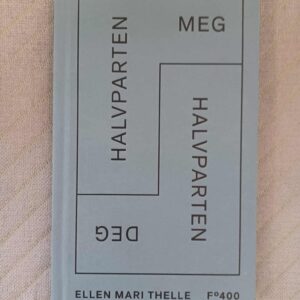 MEG
HALVPARTEN
HALVPARTEN
DEG
ELLEN MARI THELLE F°400